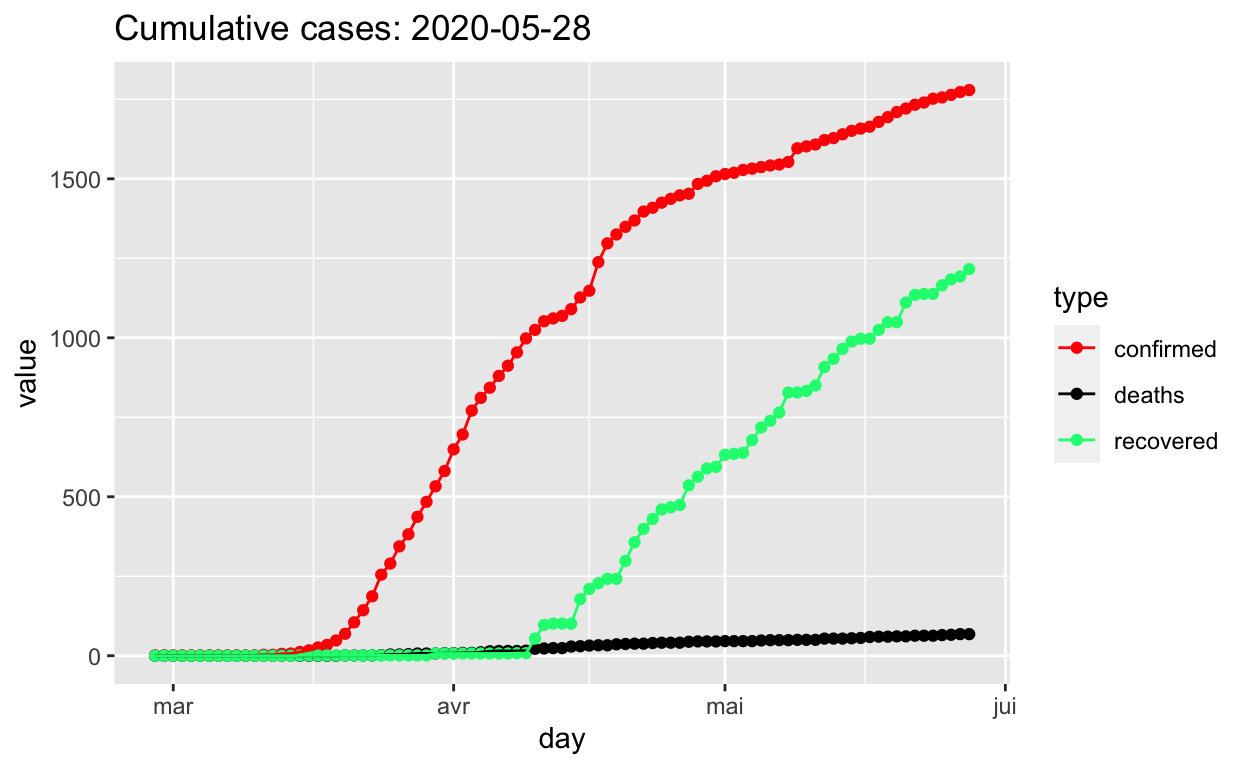 Cumulative cases: 2020-05-28
value
1500
1000
500
0
mar
avr
mai
jui
day
type
confirmed
deaths
recovered